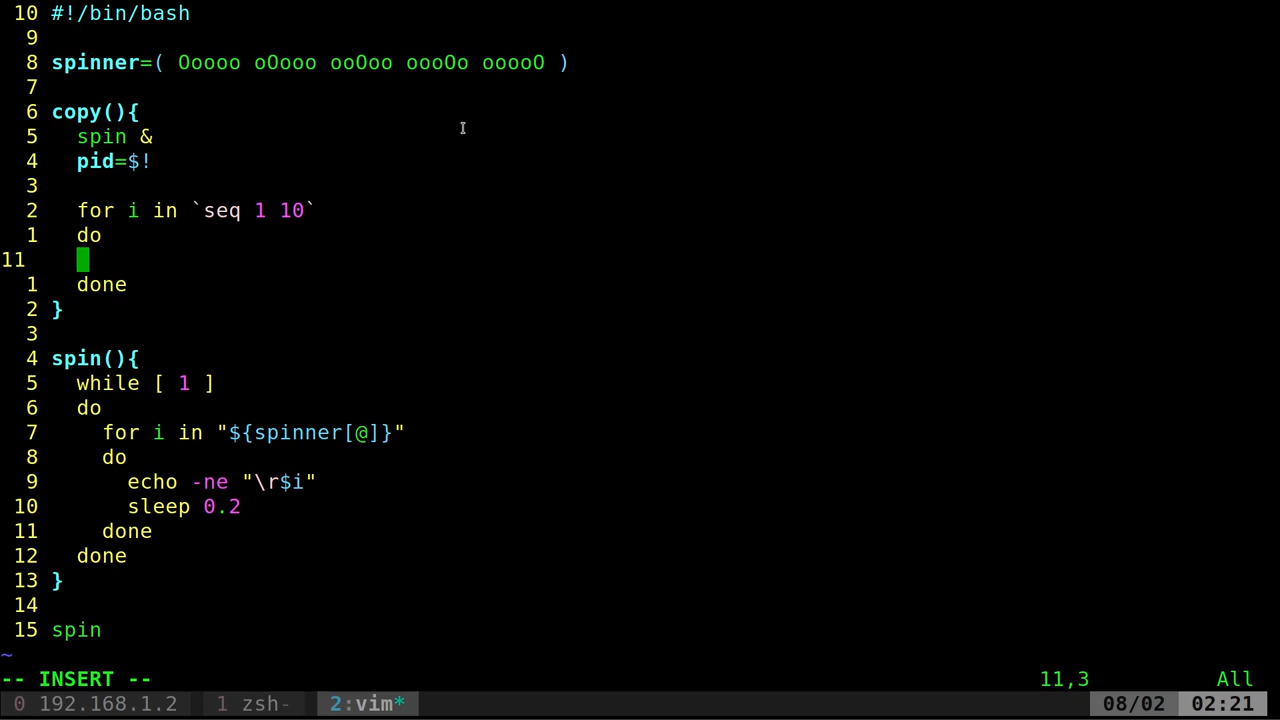 10 #!/bin/bash
9
8 spinner=( Ooooo oOooo ooOoo oooOo ooooO )
7
6 copy(){
5   spin &
4   pid=$!
3
2   for i in `seq 1 10`
1   do
11
1   done
2 }
3
4 spin(){
5   while [ 1 ]
6   do
7     for i in "${spinner[@]}"
8     do
9       echo -ne "\r$i"
10       sleep 0.2
11     done
12   done
13 }
14
15 spin
~
-- INSERT -- 11,3 All
0 192.168.1.2 1 zsh- 2:vim* 08/02 02:21